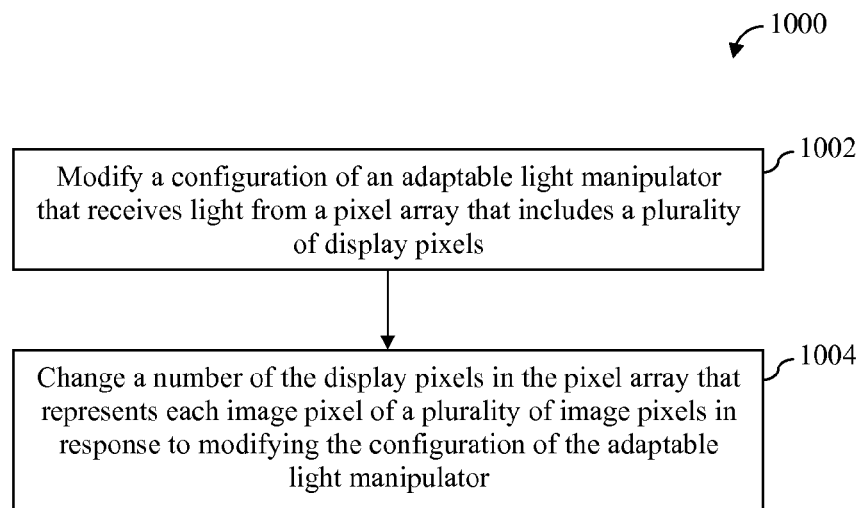 1000
1002
Modify a configuration of an adaptable light manipulator
that receives light from a pixel array that includes a plurality
of display pixels
1004
Change a number of the display pixels in the pixel array that
represents each image pixel of a plurality of image pixels in
response to modifying the configuration of the adaptable
light manipulator